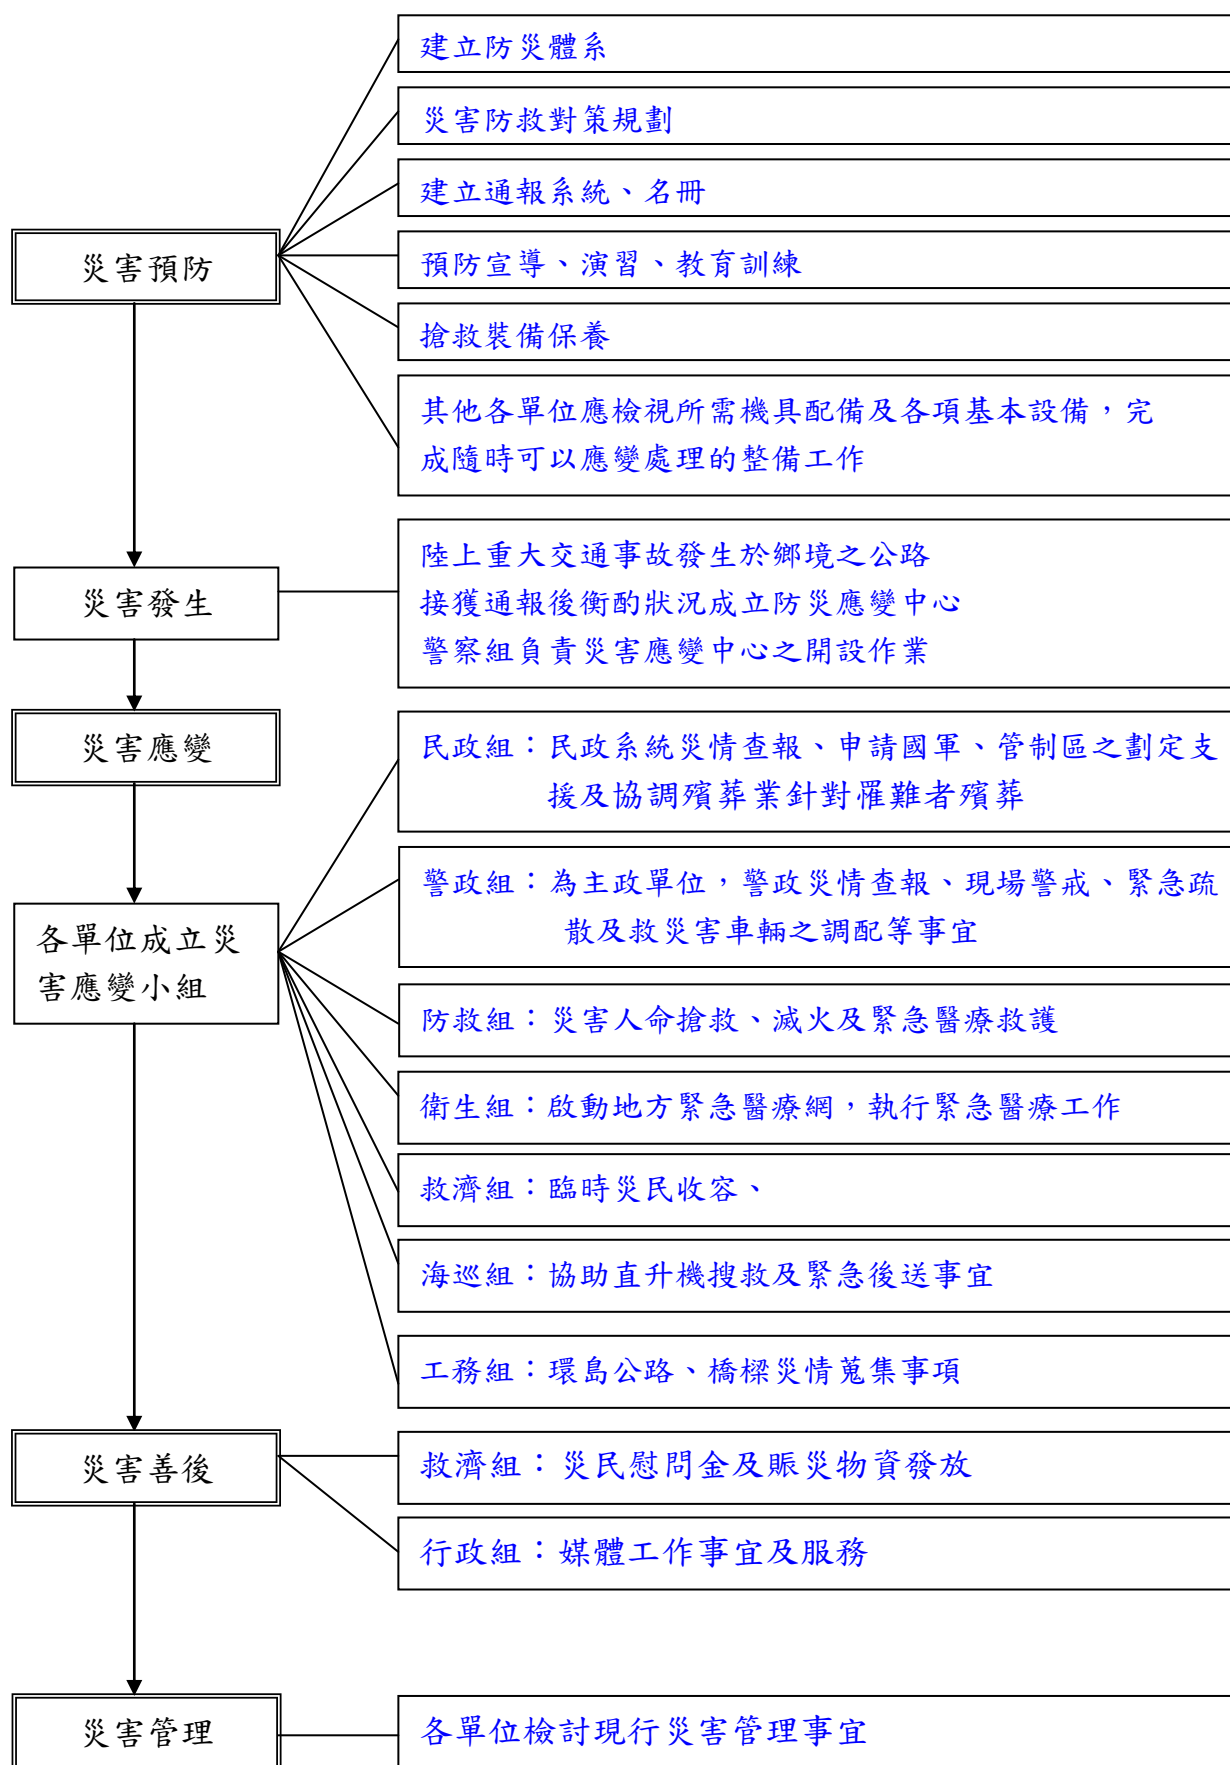 建立防災體系
災害防救對策規劃
建立通報系統、名冊
災害預防
預防宣導、演習、教育訓練
搶救裝備保養
其他各單位應檢視所需機具配備及各項基本設備，完
成隨時可以應變處理的整備工作
災害發生
陸上重大交通事故發生於鄉境之公路
接獲通報後衡酌狀況成立防災應變中心
警察組負責災害應變中心之開設作業
災害應變
民政組：民政系統災情查報、申請國軍、管制區之劃定支
援及協調殯葬業針對罹難者殯葬
警政組：為主政單位，警政災情查報、現場警戒、緊急疏
散及救災害車輛之調配等事宜
各單位成立災
害應變小組
防救組：災害人命搶救、滅火及緊急醫療救護
衛生組：啟動地方緊急醫療網，執行緊急醫療工作
救濟組：臨時災民收容、
海巡組：協助直升機搜救及緊急後送事宜
工務組：環島公路、橋樑災情蒐集事項
災害善後
救濟組：災民慰問金及賑災物資發放
行政組：媒體工作事宜及服務
災害管理
各單位檢討現行災害管理事宜